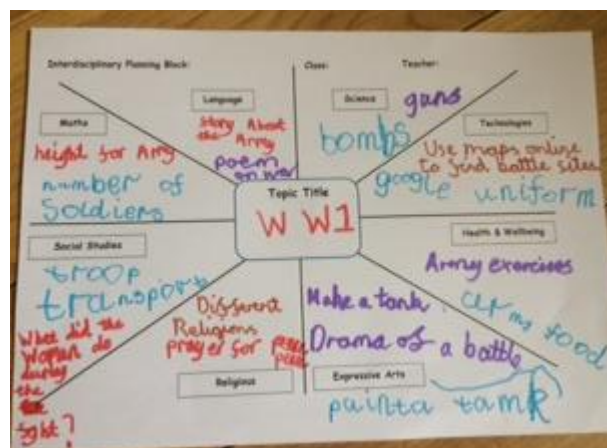 Interdisciplinary Planning Block:
Class:
Teacher:
Language
Story About
the Army
poem
on war
Science
guns
bombs
Maths
height for Army
number of
Soldiers
Technologies
Use maps online
to find battle sites
google uniform
Topic Title
W W1
Social Studies
troop
transport
What did the
Woman do
during
the
fight?
Different
Religions
prayer for
Religious
Health & Wellbeing
Army exercises
army food
Make a tank
Drama of a battle
Expressive Arts
paint a tank